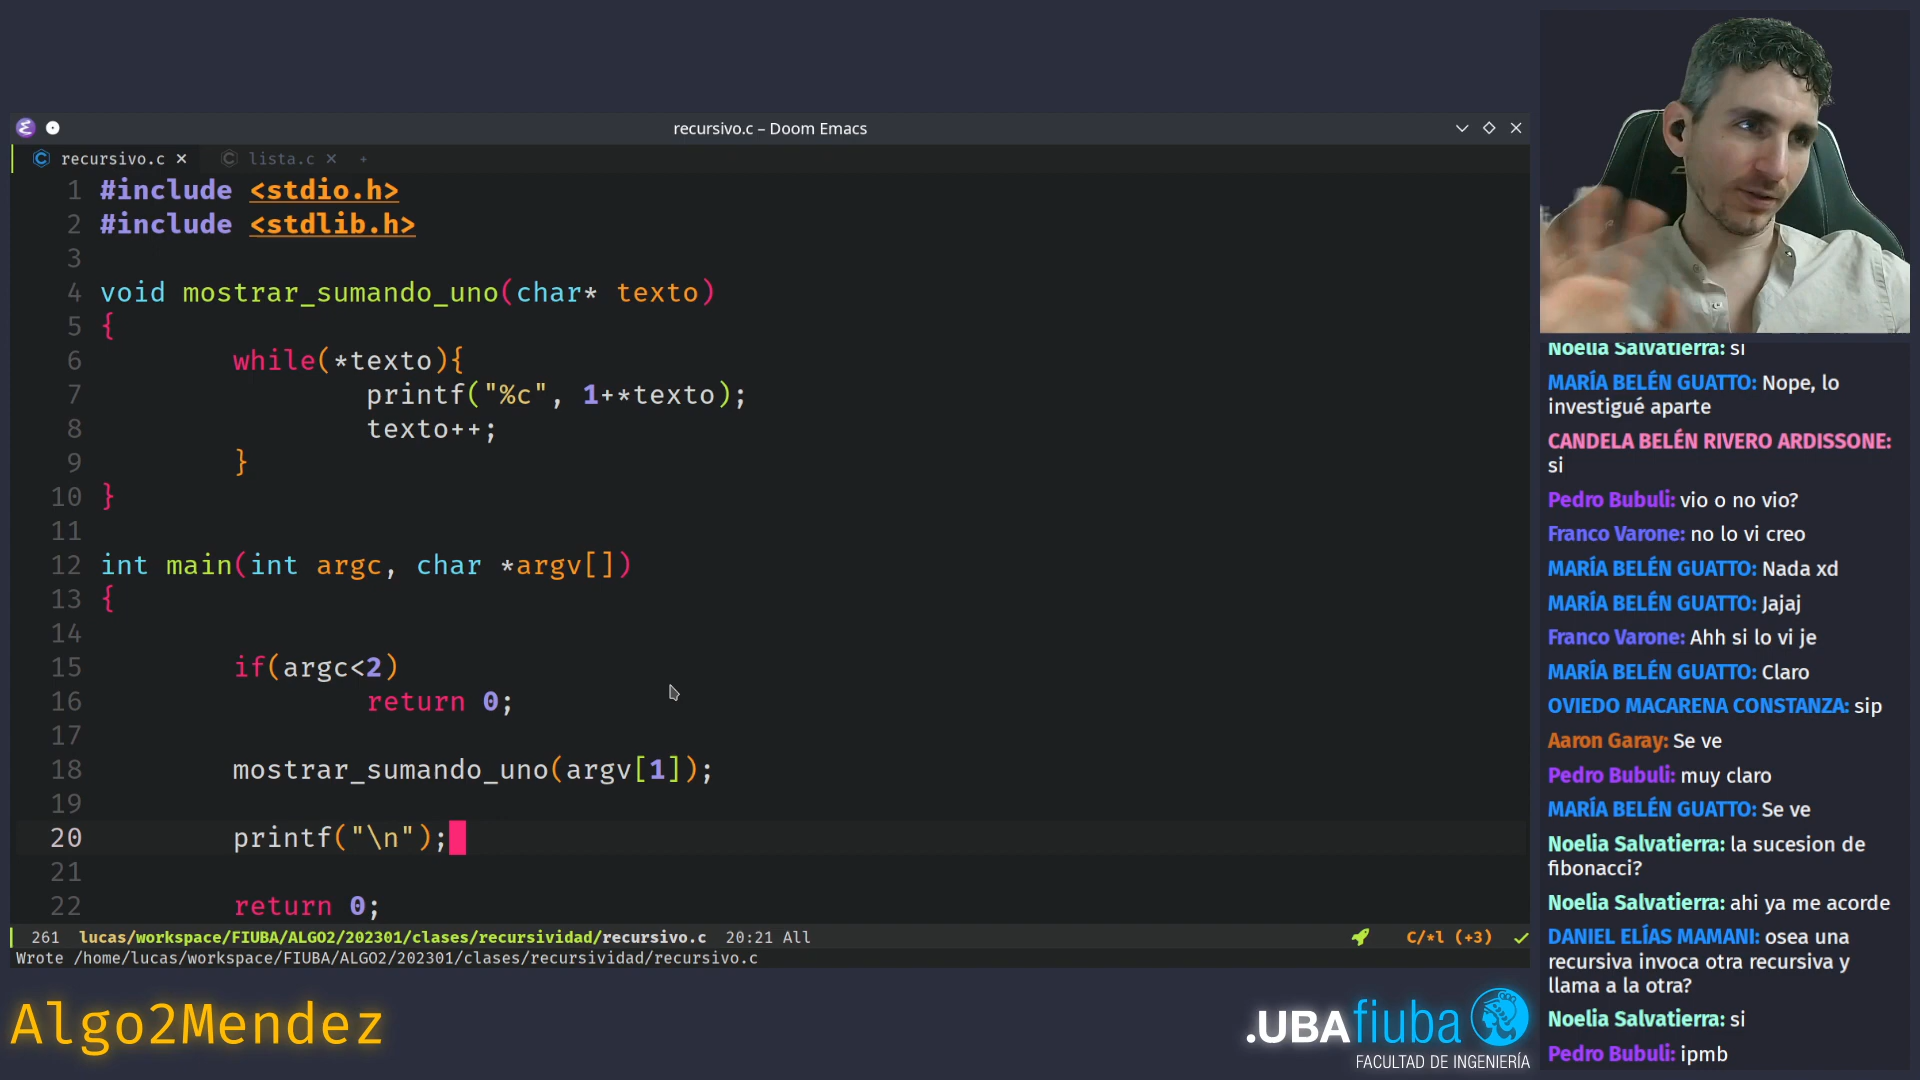 recursivo.c – Doom Emacs
recursivo.c × lista.c × +
1 #include <stdio.h>
2 #include <stdlib.h>
3
4 void mostrar_sumando_uno(char* texto)
5 {
6 while(*texto){
7 printf("%c", 1+*texto);
8 texto++;
9 }
10 }
11
12 int main(int argc, char *argv[])
13 {
14
15 if(argc<2)
16 return 0;
17
18 mostrar_sumando_uno(argv[1]);
19
20 printf("\n");
21
22 return 0;
261 lucas/workspace/FIUBA/ALGO2/202301/clases/recursividad/recursivo.c 20:21 All C/*l (+3)
Wrote /home/lucas/workspace/FIUBA/ALGO2/202301/clases/recursividad/recursivo.c
Algo2Mendez
.UBAfiuba
FACULTAD DE INGENIERÍA
Noelia Salvatierra: si
MARÍA BELÉN GUATTO: Nope, lo
investigué aparte
CANDELA BELÉN RIVERO ARDISSONE:
si
Pedro Bubuli: vio o no vio?
Franco Varone: no lo vi creo
MARÍA BELÉN GUATTO: Nada xd
MARÍA BELÉN GUATTO: Jajaj
Franco Varone: Ahh si lo vi je
MARÍA BELÉN GUATTO: Claro
OVIEDO MACARENA CONSTANZA: sip
Aaron Garay: Se ve
Pedro Bubuli: muy claro
MARÍA BELÉN GUATTO: Se ve
Noelia Salvatierra: la sucesion de
fibonacci?
Noelia Salvatierra: ahi ya me acorde
DANIEL ELÍAS MAMANI: osea una
recursiva invoca otra recursiva y
llama a la otra?
Noelia Salvatierra: si
Pedro Bubuli: ipmb